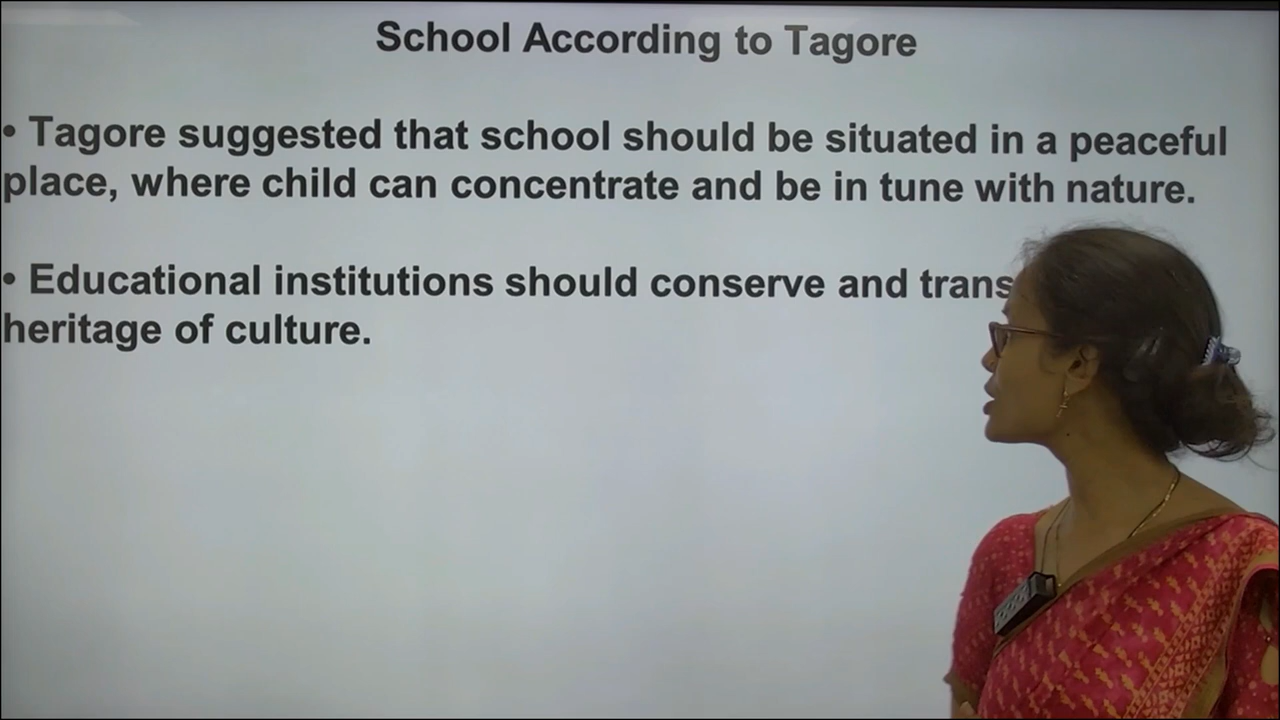 School According to Tagore
• Tagore suggested that school should be situated in a peaceful
place, where child can concentrate and be in tune with nature.
• Educational institutions should conserve and
heritage of culture.